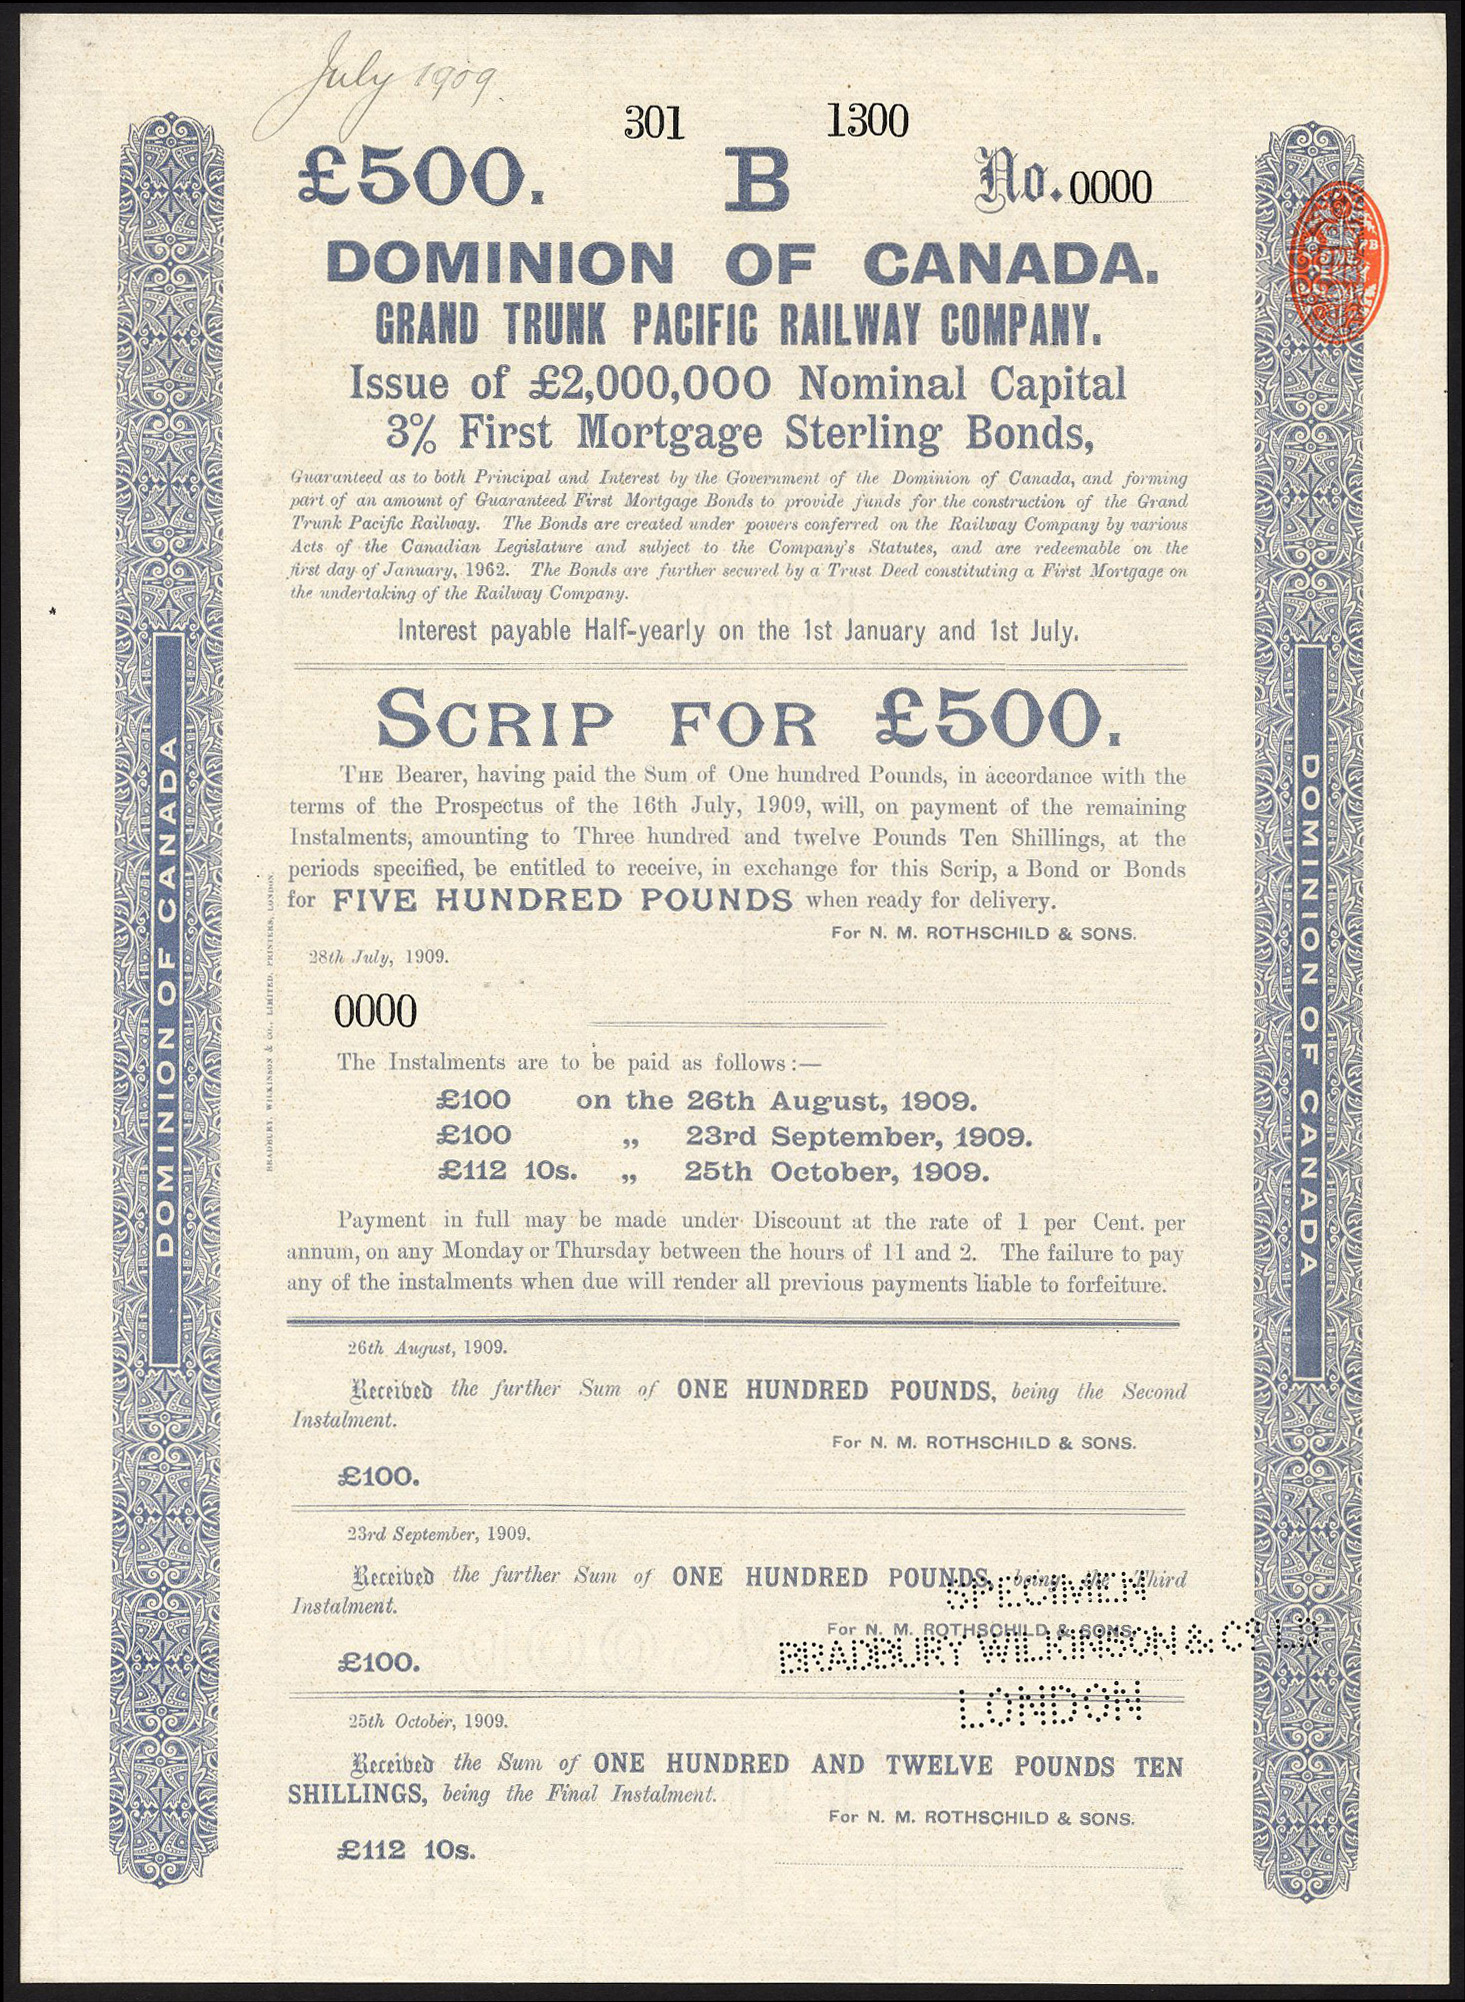 July 1909.
301 1300
£500. B No. 0000
DOMINION OF CANADA.
GRAND TRUNK PACIFIC RAILWAY COMPANY.
Issue of £2,000,000 Nominal Capital
3% First Mortgage Sterling Bonds,
Guaranteed as to both Principal and Interest by the Government of the Dominion of Canada, and forming
part of an amount of Guaranteed First Mortgage Bonds to provide funds for the construction of the Grand
Trunk Pacific Railway. The Bonds are created under powers conferred on the Railway Company by various
Acts of the Canadian Legislature and subject to the Company's Statutes, and are redeemable on the
first day of January, 1962. The Bonds are further secured by a Trust Deed constituting a First Mortgage on
the undertaking of the Railway Company.
Interest payable Half-yearly on the 1st January and 1st July.
SCRIP FOR £500.
THE Bearer, having paid the Sum of One hundred Pounds, in accordance with the
terms of the Prospectus of the 16th July, 1909, will, on payment of the remaining
Instalments, amounting to Three hundred and twelve Pounds Ten Shillings, at the
periods specified, be entitled to receive, in exchange for this Scrip, a Bond or Bonds
for FIVE HUNDRED POUNDS when ready for delivery.
For N. M. ROTHSCHILD & SONS.
28th July, 1909.
0000
The Instalments are to be paid as follows:—
£100 on the 26th August, 1909.
£100 „ 23rd September, 1909.
£112 10s. „ 25th October, 1909.
Payment in full may be made under Discount at the rate of 1 per Cent. per
annum, on any Monday or Thursday between the hours of 11 and 2. The failure to pay
any of the instalments when due will render all previous payments liable to forfeiture.
26th August, 1909.
Received the further Sum of ONE HUNDRED POUNDS, being the Second
Instalment.
For N. M. ROTHSCHILD & SONS.
£100.
23rd September, 1909.
Received the further Sum of ONE HUNDRED POUNDS, being the Third
Instalment.
SPECIMEN
For N. M. ROTHSCHILD & SONS.
BRADBURY WILKINSON & CO LD
£100.
LONDON
25th October, 1909.
Received the Sum of ONE HUNDRED AND TWELVE POUNDS TEN
SHILLINGS, being the Final Instalment.
For N. M. ROTHSCHILD & SONS.
£112 10s.
DOMINION OF CANADA
BRADBURY, WILKINSON & CO., LIMITED, PRINTERS, LONDON.
DOMINION OF CANADA